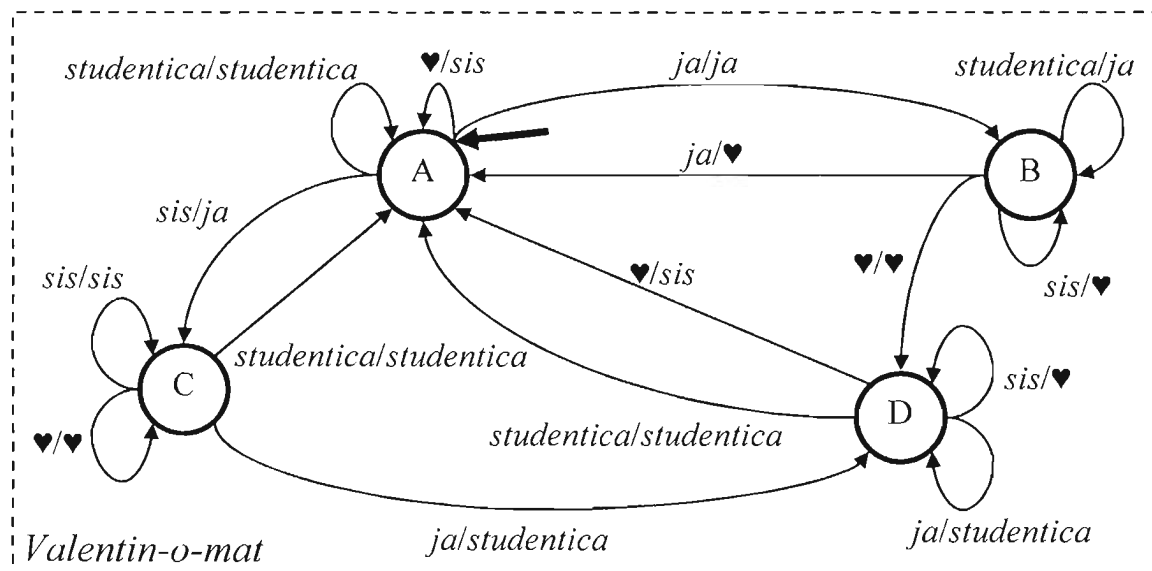 studentica/studentica
♥/sis
ja/ja
studentica/ja
A
ja/♥
B
sis/ja
♥/♥
sis/♥
♥/sis
sis/sis
studentica/studentica
C
D
sis/♥
♥/♥
studentica/studentica
ja/studentica
ja/studentica
Valentin-o-mat